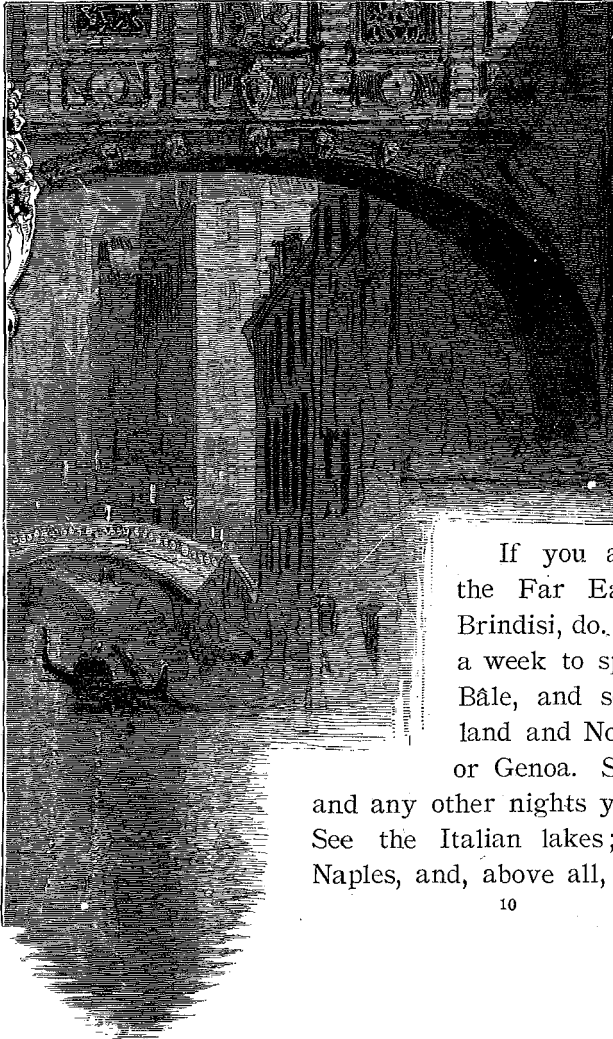 If you a
the Far Ea
Brindisi, do.
a week to sp
Bâle, and s
land and No
or Genoa. S
and any other nights y
See the Italian lakes;
Naples, and, above all,
10